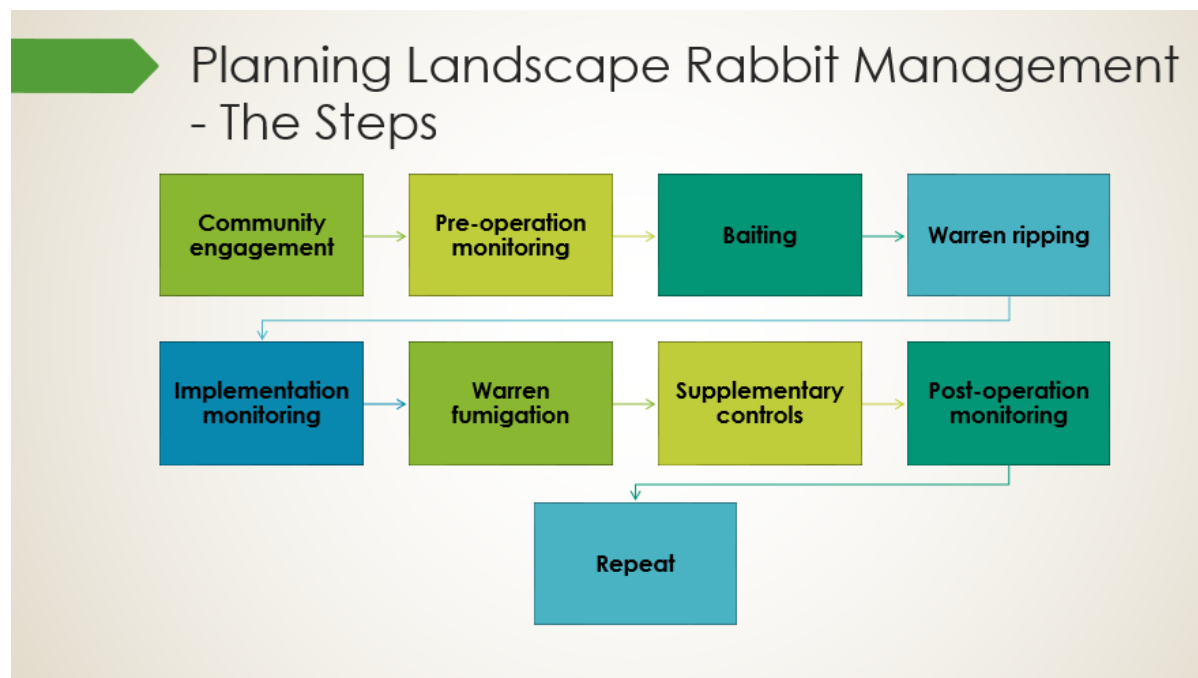 Planning Landscape Rabbit Management
- The Steps
Community
engagement
Pre-operation
monitoring
Baiting
Warren ripping
Implementation
monitoring
Warren
fumigation
Supplementary
controls
Post-operation
monitoring
Repeat